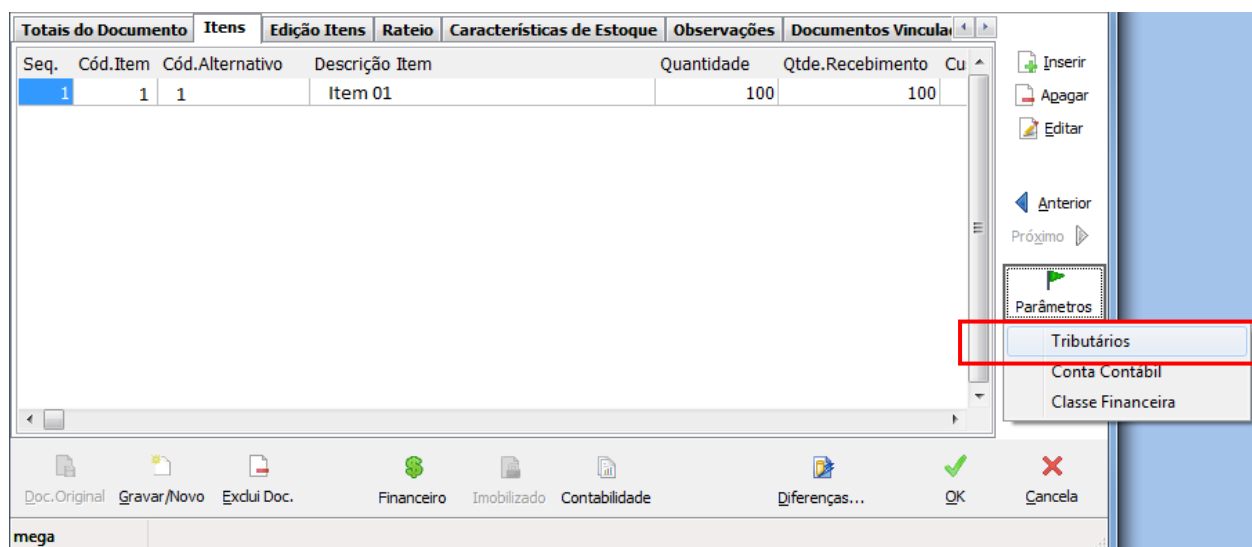 Totais do Documento Itens Edição Itens Rateio Características de Estoque Observações Documentos Vincula
Seq. Cód.Item Cód.Alternativo Descrição Item Quantidade Qtde.Recebimento Cu
1 1 1 Item 01 100 100
Inserir
Apagar
Editar
Anterior
Próximo
Parâmetros
Tributários
Conta Contábil
Classe Financeira
Doc.Original Gravar/Novo Exclui Doc. Financeiro Imobilizado Contabilidade Diferenças... OK Cancela
mega